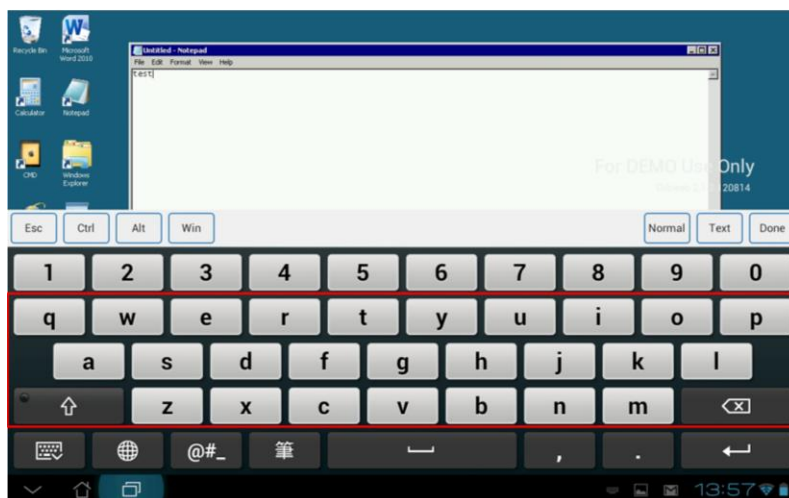 Untitled - Notepad
File Edit Format View Help
test
Recycle Bin
Microsoft Word 2010
Calculator
Notepad
CMD
Windows Explorer
For DEMO Use Only
20814
Esc Ctrl Alt Win Normal Text Done
1 2 3 4 5 6 7 8 9 0
q w e r t y u i o p
a s d f g h j k l
z x c v b n m
@#_ 筆 , .
13:57